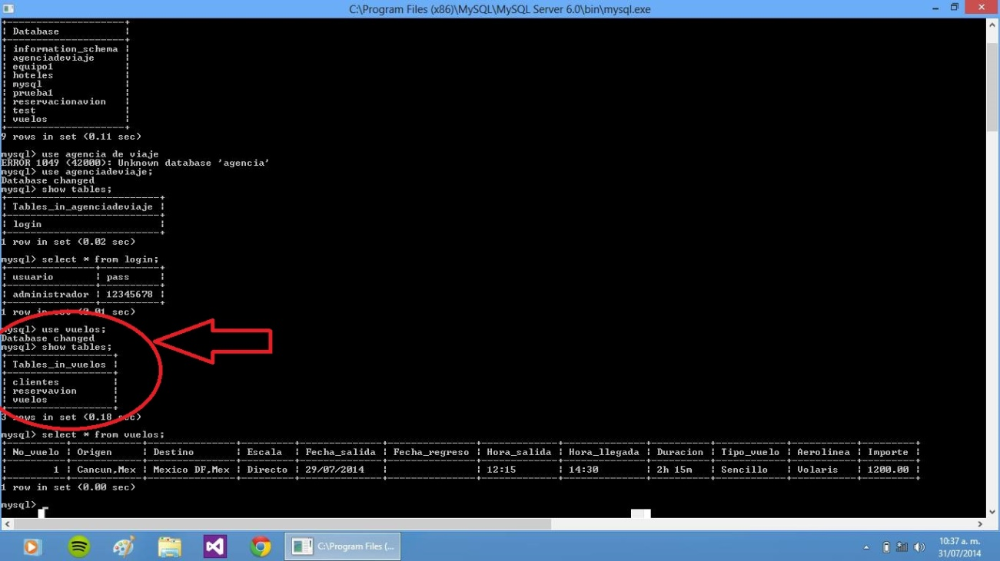 C:\Program Files (x86)\MySQL\MySQL Server 6.0\bin\mysql.exe
Database
information_schema
agenciadeviaje
equipo1
hoteles
mysql
prueba1
reservacionavion
test
vuelos
9 rows in set (0.11 sec)
mysql> use agencia de viaje
ERROR 1049 (42000): Unknown database 'agencia'
mysql> use agenciadeviaje;
Database changed
mysql> show tables;
Tables_in_agenciadeviaje
login
1 row in set (0.02 sec)
mysql> select * from login;
usuario | pass
administrador | 12345678
1 row in set (0.01 sec)
mysql> use vuelos;
Database changed
mysql> show tables;
Tables_in_vuelos
clientes
reservavion
vuelos
3 rows in set (0.18 sec)
mysql> select * from vuelos;
No_vuelo | Origen | Destino | Escala | Fecha_salida | Fecha_regreso | Hora_salida | Hora_llegada | Duracion | Tipo_vuelo | Aerolinea | Importe
1 | Cancun,Mex | Mexico DF,Mex | Directo | 29/07/2014 | | 12:15 | 14:30 | 2h 15m | Sencillo | Volaris | 1200.00
1 row in set (0.00 sec)
mysql>
C:\Program Files (...
10:37 a. m.
31/07/2014